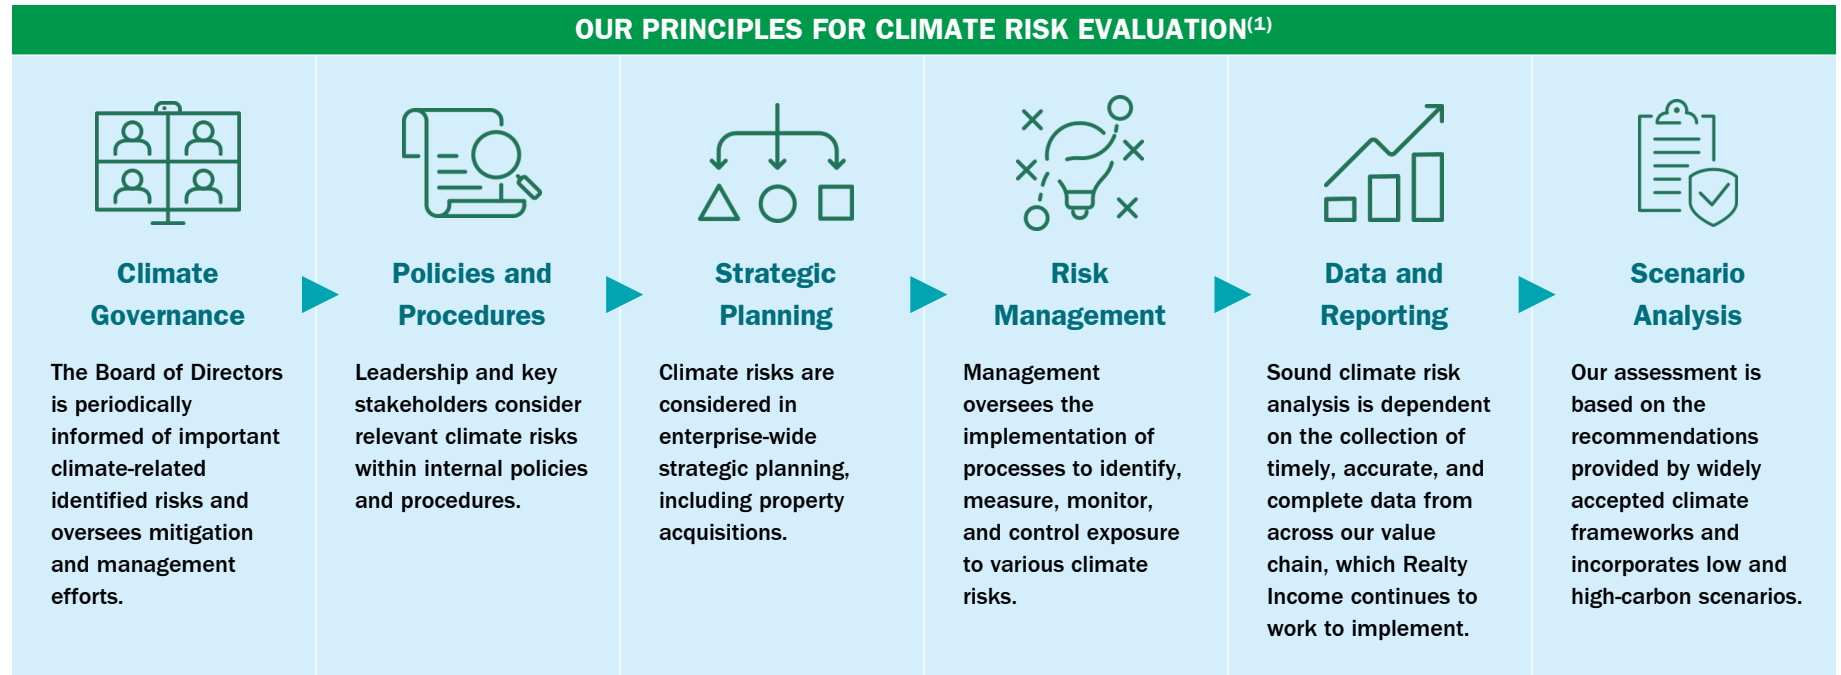 OUR PRINCIPLES FOR CLIMATE RISK EVALUATION(1)
Climate
Governance
The Board of Directors
is periodically
informed of important
climate-related
identified risks and
oversees mitigation
and management
efforts.
Policies and
Procedures
Leadership and key
stakeholders consider
relevant climate risks
within internal policies
and procedures.
Strategic
Planning
Climate risks are
considered in
enterprise-wide
strategic planning,
including property
acquisitions.
Risk
Management
Management
oversees the
implementation of
processes to identify,
measure, monitor,
and control exposure
to various climate
risks.
Data and
Reporting
Sound climate risk
analysis is dependent
on the collection of
timely, accurate, and
complete data from
across our value
chain, which Realty
Income continues to
work to implement.
Scenario
Analysis
Our assessment is
based on the
recommendations
provided by widely
accepted climate
frameworks and
incorporates low and
high-carbon scenarios.